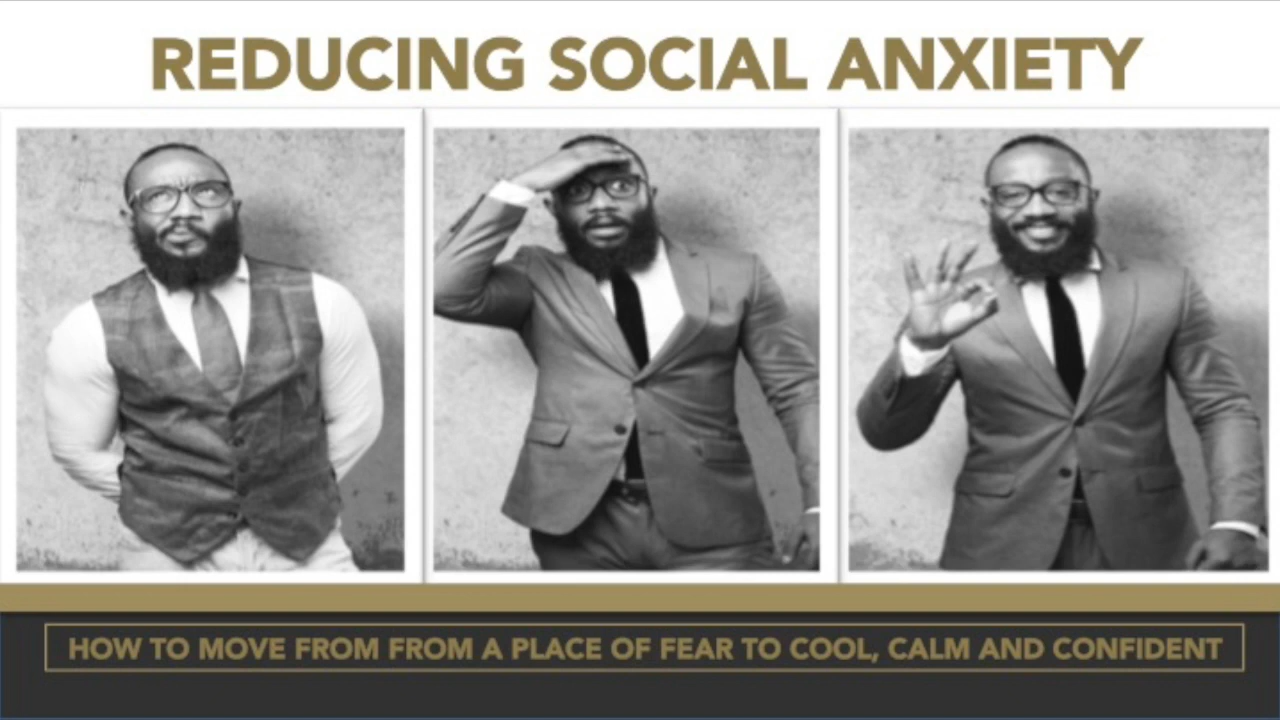 REDUCING SOCIAL ANXIETY
HOW TO MOVE FROM FROM A PLACE OF FEAR TO COOL, CALM AND CONFIDENT